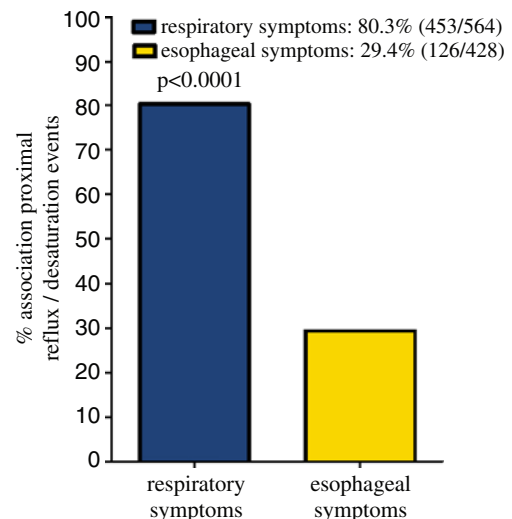 respiratory symptoms: 80.3% (453/564)
esophageal symptoms: 29.4% (126/428)
p<0.0001
% association proximal
reflux / desaturation events
100
90
80
70
60
50
40
30
20
10
0
respiratory
symptoms
esophageal
symptoms